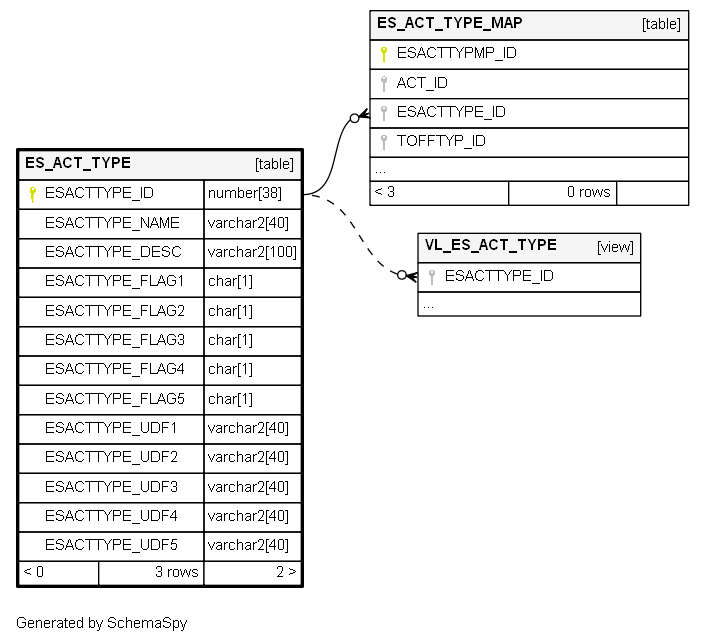 ES_ACT_TYPE_MAP [table]
ESACTTYPMP_ID
ACT_ID
ESACTTYPE_ID
TOFFTYP_ID
...
< 3 0 rows
ES_ACT_TYPE [table]
ESACTTYPE_ID number[38]
ESACTTYPE_NAME varchar2[40]
ESACTTYPE_DESC varchar2[100]
ESACTTYPE_FLAG1 char[1]
ESACTTYPE_FLAG2 char[1]
ESACTTYPE_FLAG3 char[1]
ESACTTYPE_FLAG4 char[1]
ESACTTYPE_FLAG5 char[1]
ESACTTYPE_UDF1 varchar2[40]
ESACTTYPE_UDF2 varchar2[40]
ESACTTYPE_UDF3 varchar2[40]
ESACTTYPE_UDF4 varchar2[40]
ESACTTYPE_UDF5 varchar2[40]
< 0 3 rows 2 >
VL_ES_ACT_TYPE [view]
ESACTTYPE_ID
...
Generated by SchemaSpy